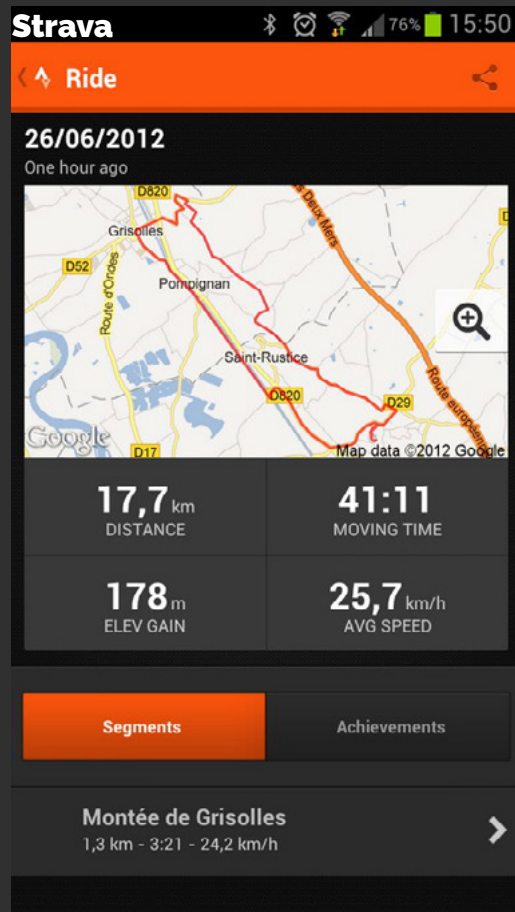 Strava
76% 15:50
Ride
26/06/2012
One hour ago
D820
Grisolles
D52
Route d'Ondes
Pompignan
Deux Mers
Saint-Rustice
D820
D29
Route européenne
D17
Google
Map data ©2012 Google
17,7 km
DISTANCE
41:11
MOVING TIME
178 m
ELEV GAIN
25,7 km/h
AVG SPEED
Segments
Achievements
Montée de Grisolles
1,3 km - 3:21 - 24,2 km/h